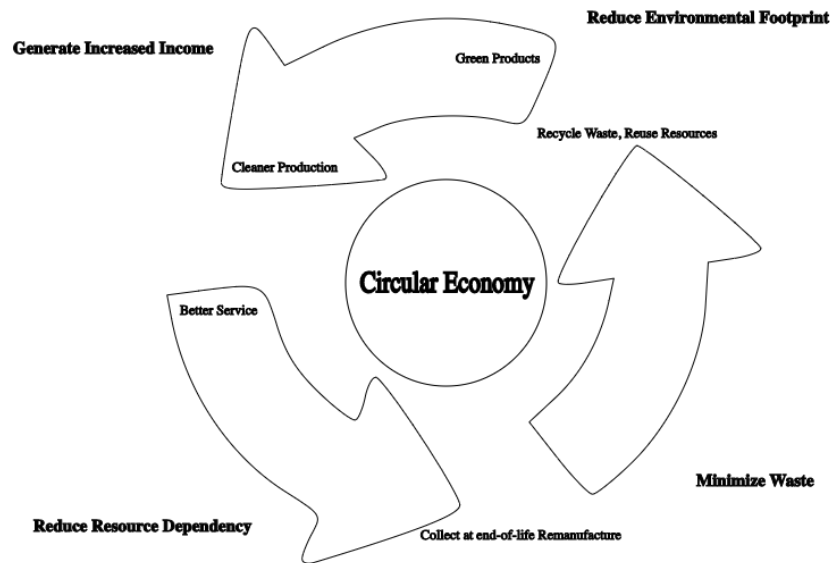 Reduce Environmental Footprint
Generate Increased Income
Green Products
Recycle Waste, Reuse Resources
Cleaner Production
Circular Economy
Better Service
Minimize Waste
Reduce Resource Dependency
Collect at end-of-life Remanufacture